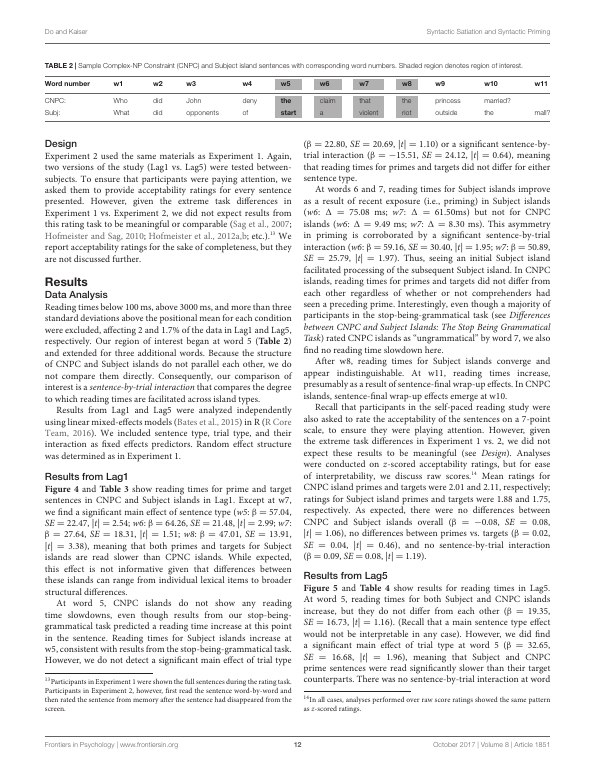 Do and Kaiser
Syntactic Satiation and Syntactic Priming
TABLE 2 | Sample Complex-NP Constraint (CNPC) and Subject island sentences with corresponding word numbers. Shaded region denotes region of interest.
Word number w1 w2 w3 w4 w5 w6 w7 w8 w9 w10 w11
CNPC: Who did John deny the claim that the princess married?
Subj: What did opponents of start a violent riot outside the mall?
Design
Experiment 2 used the same materials as Experiment 1. Again,
two versions of the study (Lag1 vs. Lag5) were tested between-
subjects. To ensure that participants were paying attention, we
asked them to provide acceptability ratings for every sentence
presented. However, given the extreme task differences in
Experiment 1 vs. Experiment 2, we did not expect results from
this rating task to be meaningful or comparable (Sag et al., 2007;
Hofmeister and Sag, 2010; Hofmeister et al., 2012a,b; etc.).¹³ We
report acceptability ratings for the sake of completeness, but they
are not discussed further.
Results
Data Analysis
Reading times below 100 ms, above 3000 ms, and more than three
standard deviations above the positional mean for each condition
were excluded, affecting 2 and 1.7% of the data in Lag1 and Lag5,
respectively. Our region of interest began at word 5 (Table 2)
and extended for three additional words. Because the structure
of CNPC and Subject islands do not parallel each other, we do
not compare them directly. Consequently, our comparison of
interest is a sentence-by-trial interaction that compares the degree
to which reading times are facilitated across island types.
Results from Lag1 and Lag5 were analyzed independently
using linear mixed-effects models (Bates et al., 2015) in R (R Core
Team, 2016). We included sentence type, trial type, and their
interaction as fixed effects predictors. Random effect structure
was determined as in Experiment 1.
Results from Lag1
Figure 4 and Table 3 show reading times for prime and target
sentences in CNPC and Subject islands in Lag1. Except at w7,
we find a significant main effect of sentence type (w5: β = 57.04,
SE = 22.47, |t| = 2.54; w6: β = 64.26, SE = 21.48, |t| = 2.99; w7:
β = 27.64, SE = 18.31, |t| = 1.51; w8: β = 47.01, SE = 13.91,
|t| = 3.38), meaning that both primes and targets for Subject
islands are read slower than CPNC islands. While expected,
this effect is not informative given that differences between
these islands can range from individual lexical items to broader
structural differences.
At word 5, CNPC islands do not show any reading
time slowdowns, even though results from our stop-being-
grammatical task predicted a reading time increase at this point
in the sentence. Reading times for Subject islands increase at
w5, consistent with results from the stop-being-grammatical task.
However, we do not detect a significant main effect of trial type
¹³Participants in Experiment 1 were shown the full sentences during the rating task.
Participants in Experiment 2, however, first read the sentence word-by-word and
then rated the sentence from memory after the sentence had disappeared from the
screen.
(β = 22.80, SE = 20.69, |t| = 1.10) or a significant sentence-by-
trial interaction (β = −15.51, SE = 24.12, |t| = 0.64), meaning
that reading times for primes and targets did not differ for either
sentence type.
At words 6 and 7, reading times for Subject islands improve
as a result of recent exposure (i.e., priming) in Subject islands
(w6: Δ = 75.08 ms; w7: Δ = 61.50ms) but not for CNPC
islands (w6: Δ = 9.49 ms; w7: Δ = 8.30 ms). This asymmetry
in priming is corroborated by a significant sentence-by-trial
interaction (w6: β = 59.16, SE = 30.40, |t| = 1.95; w7: β = 50.89,
SE = 25.79, |t| = 1.97). Thus, seeing an initial Subject island
facilitated processing of the subsequent Subject island. In CNPC
islands, reading times for primes and targets did not differ from
each other regardless of whether or not comprehenders had
seen a preceding prime. Interestingly, even though a majority of
participants in the stop-being-grammatical task (see Differences
between CNPC and Subject Islands: The Stop Being Grammatical
Task) rated CNPC islands as “ungrammatical” by word 7, we also
find no reading time slowdown here.
After w8, reading times for Subject islands converge and
appear indistinguishable. At w11, reading times increase,
presumably as a result of sentence-final wrap-up effects. In CNPC
islands, sentence-final wrap-up effects emerge at w10.
Recall that participants in the self-paced reading study were
also asked to rate the acceptability of the sentences on a 7-point
scale, to ensure they were playing attention. However, given
the extreme task differences in Experiment 1 vs. 2, we did not
expect these results to be meaningful (see Design). Analyses
were conducted on z-scored acceptability ratings, but for ease
of interpretability, we discuss raw scores.¹⁴ Mean ratings for
CNPC island primes and targets were 2.01 and 2.11, respectively;
ratings for Subject island primes and targets were 1.88 and 1.75,
respectively. As expected, there were no differences between
CNPC and Subject islands overall (β = −0.08, SE = 0.08,
|t| = 1.06), no differences between primes vs. targets (β = 0.02,
SE = 0.04, |t| = 0.46), and no sentence-by-trial interaction
(β = 0.09, SE = 0.08, |t| = 1.19).
Results from Lag5
Figure 5 and Table 4 show results for reading times in Lag5.
At word 5, reading times for both Subject and CNPC islands
increase, but they do not differ from each other (β = 19.35,
SE = 16.73, |t| = 1.16). (Recall that a main sentence type effect
would not be interpretable in any case). However, we did find
a significant main effect of trial type at word 5 (β = 32.65,
SE = 16.68, |t| = 1.96), meaning that Subject and CNPC
prime sentences were read significantly slower than their target
counterparts. There was no sentence-by-trial interaction at word
¹⁴In all cases, analyses performed over raw score ratings showed the same pattern
as z-scored ratings.
Frontiers in Psychology | www.frontiersin.org
12
October 2017 | Volume 8 | Article 1851